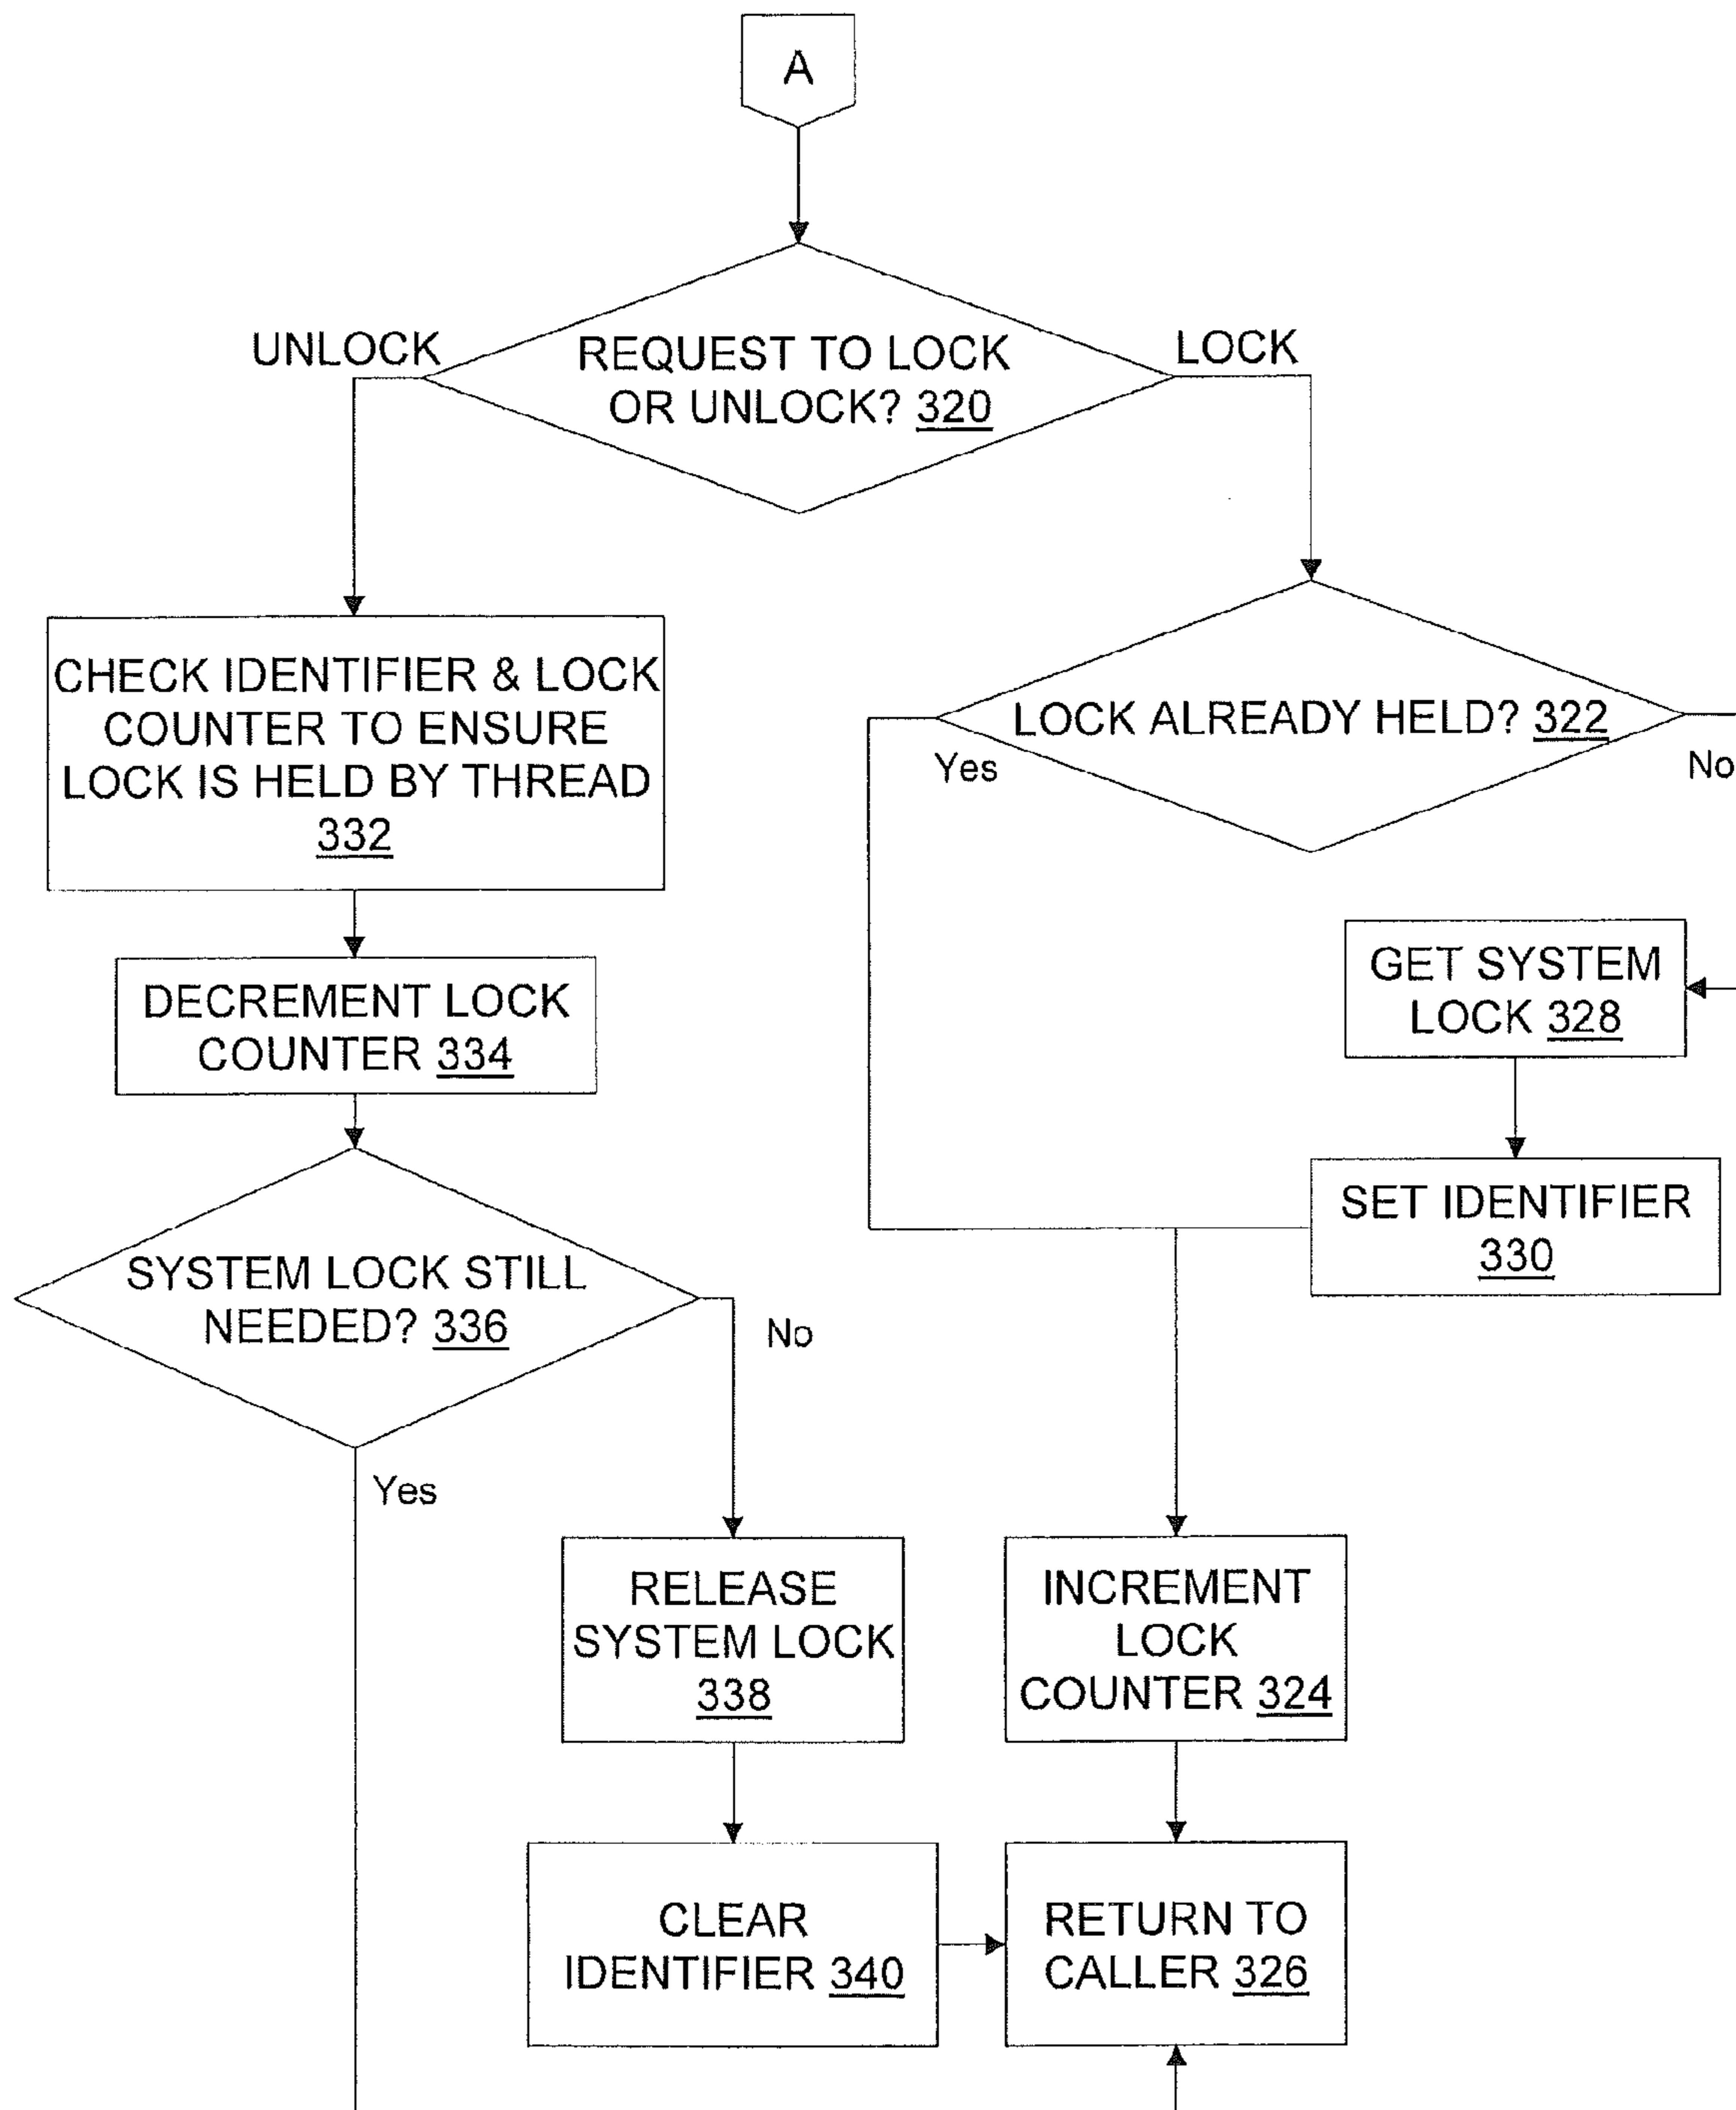 A
UNLOCK
LOCK
REQUEST TO LOCK
OR UNLOCK? 320
CHECK IDENTIFIER & LOCK
COUNTER TO ENSURE
LOCK IS HELD BY THREAD
332
LOCK ALREADY HELD? 322
Yes
No
DECREMENT LOCK
COUNTER 334
GET SYSTEM
LOCK 328
SET IDENTIFIER
330
SYSTEM LOCK STILL
NEEDED? 336
No
Yes
RELEASE
SYSTEM LOCK
338
INCREMENT
LOCK
COUNTER 324
CLEAR
IDENTIFIER 340
RETURN TO
CALLER 326